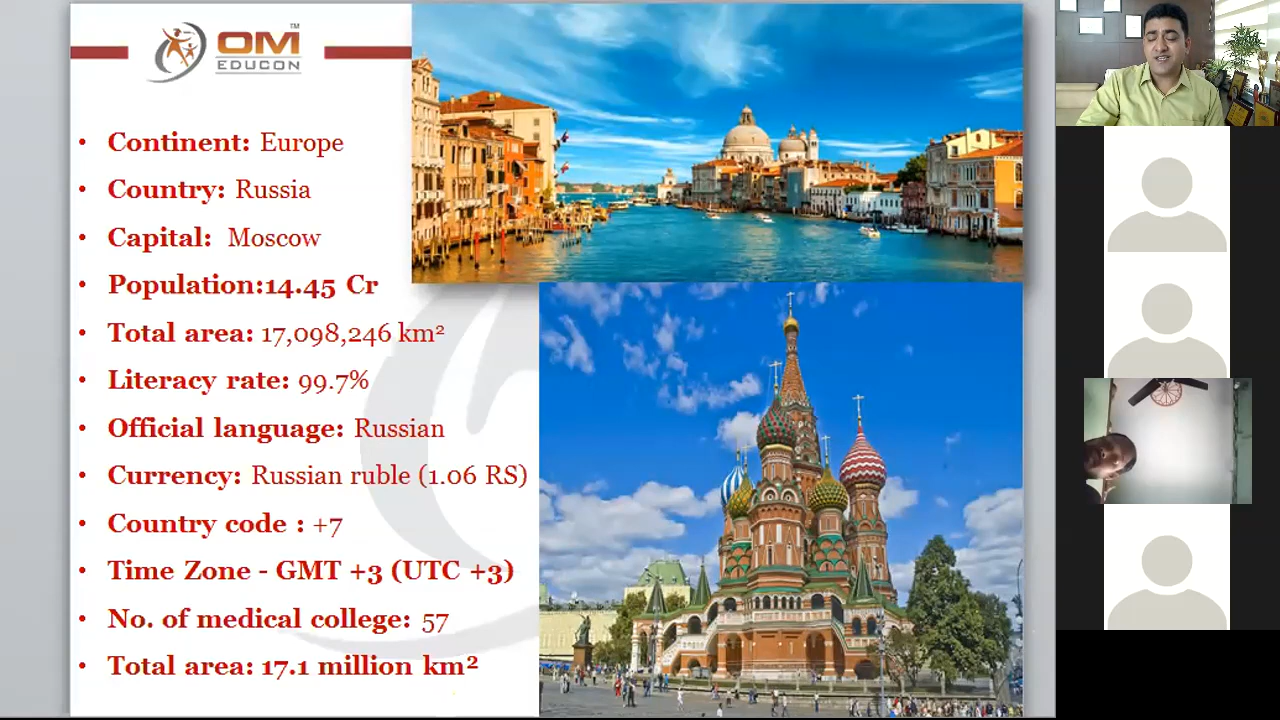 OM
TM
EDUCON
• Continent: Europe
• Country: Russia
• Capital: Moscow
• Population:14.45 Cr
• Total area: 17,098,246 km²
• Literacy rate: 99.7%
• Official language: Russian
• Currency: Russian ruble (1.06 RS)
• Country code : +7
• Time Zone - GMT +3 (UTC +3)
• No. of medical college: 57
• Total area: 17.1 million km²